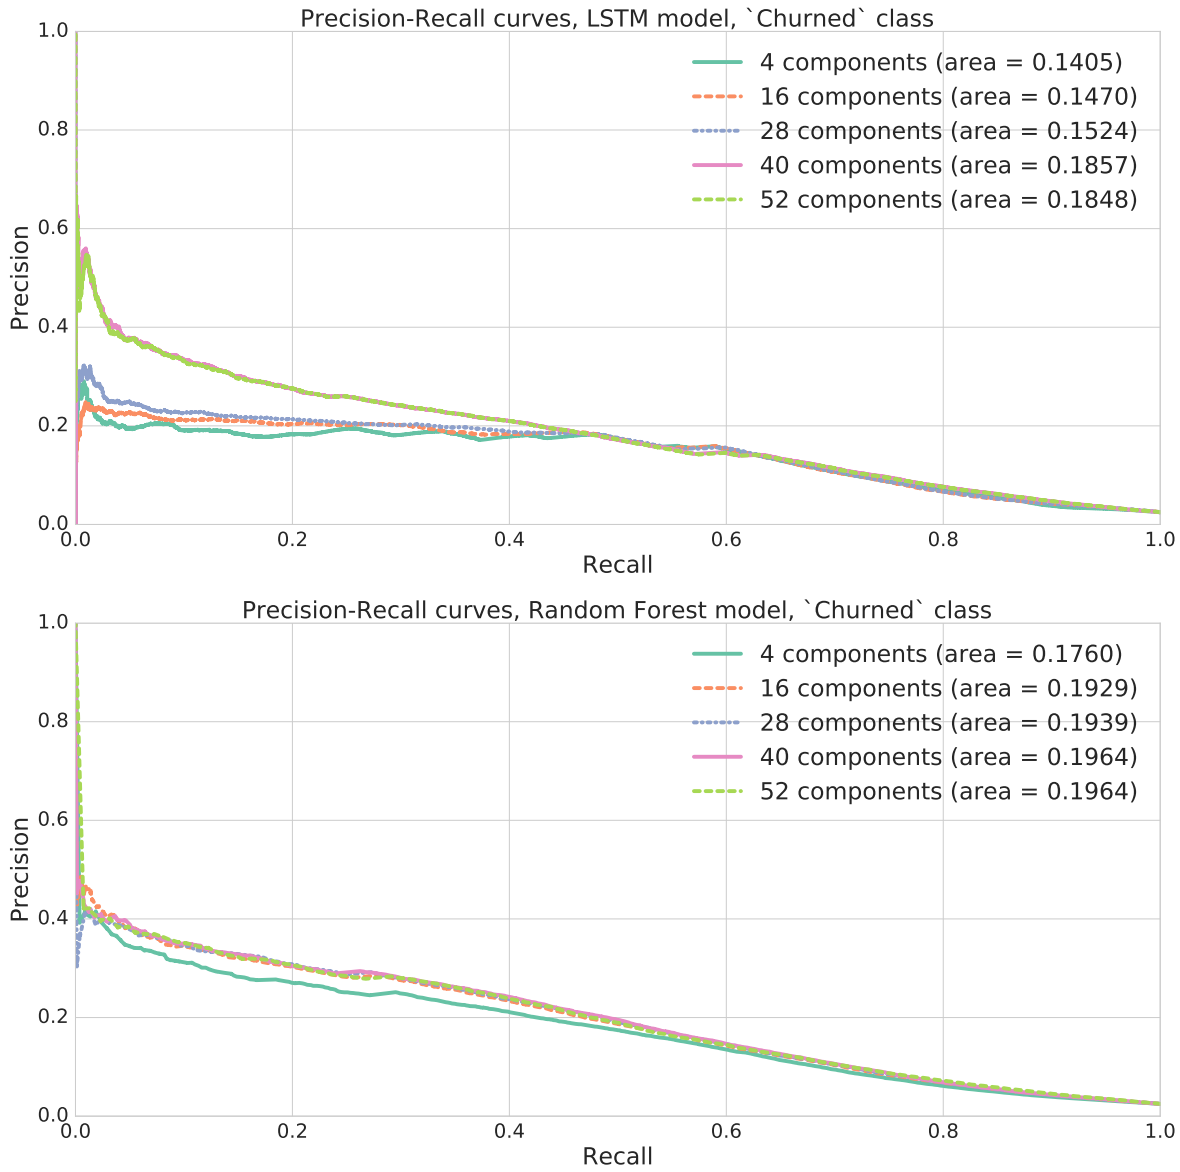 Precision-Recall curves, LSTM model, `Churned` class
1.0
0.8
0.6
0.4
0.2
0.0
Precision
4 components (area = 0.1405)
16 components (area = 0.1470)
28 components (area = 0.1524)
40 components (area = 0.1857)
52 components (area = 0.1848)
0.0 0.2 0.4 0.6 0.8 1.0
Recall
Precision-Recall curves, Random Forest model, `Churned` class
1.0
0.8
0.6
0.4
0.2
0.0
Precision
4 components (area = 0.1760)
16 components (area = 0.1929)
28 components (area = 0.1939)
40 components (area = 0.1964)
52 components (area = 0.1964)
0.0 0.2 0.4 0.6 0.8 1.0
Recall